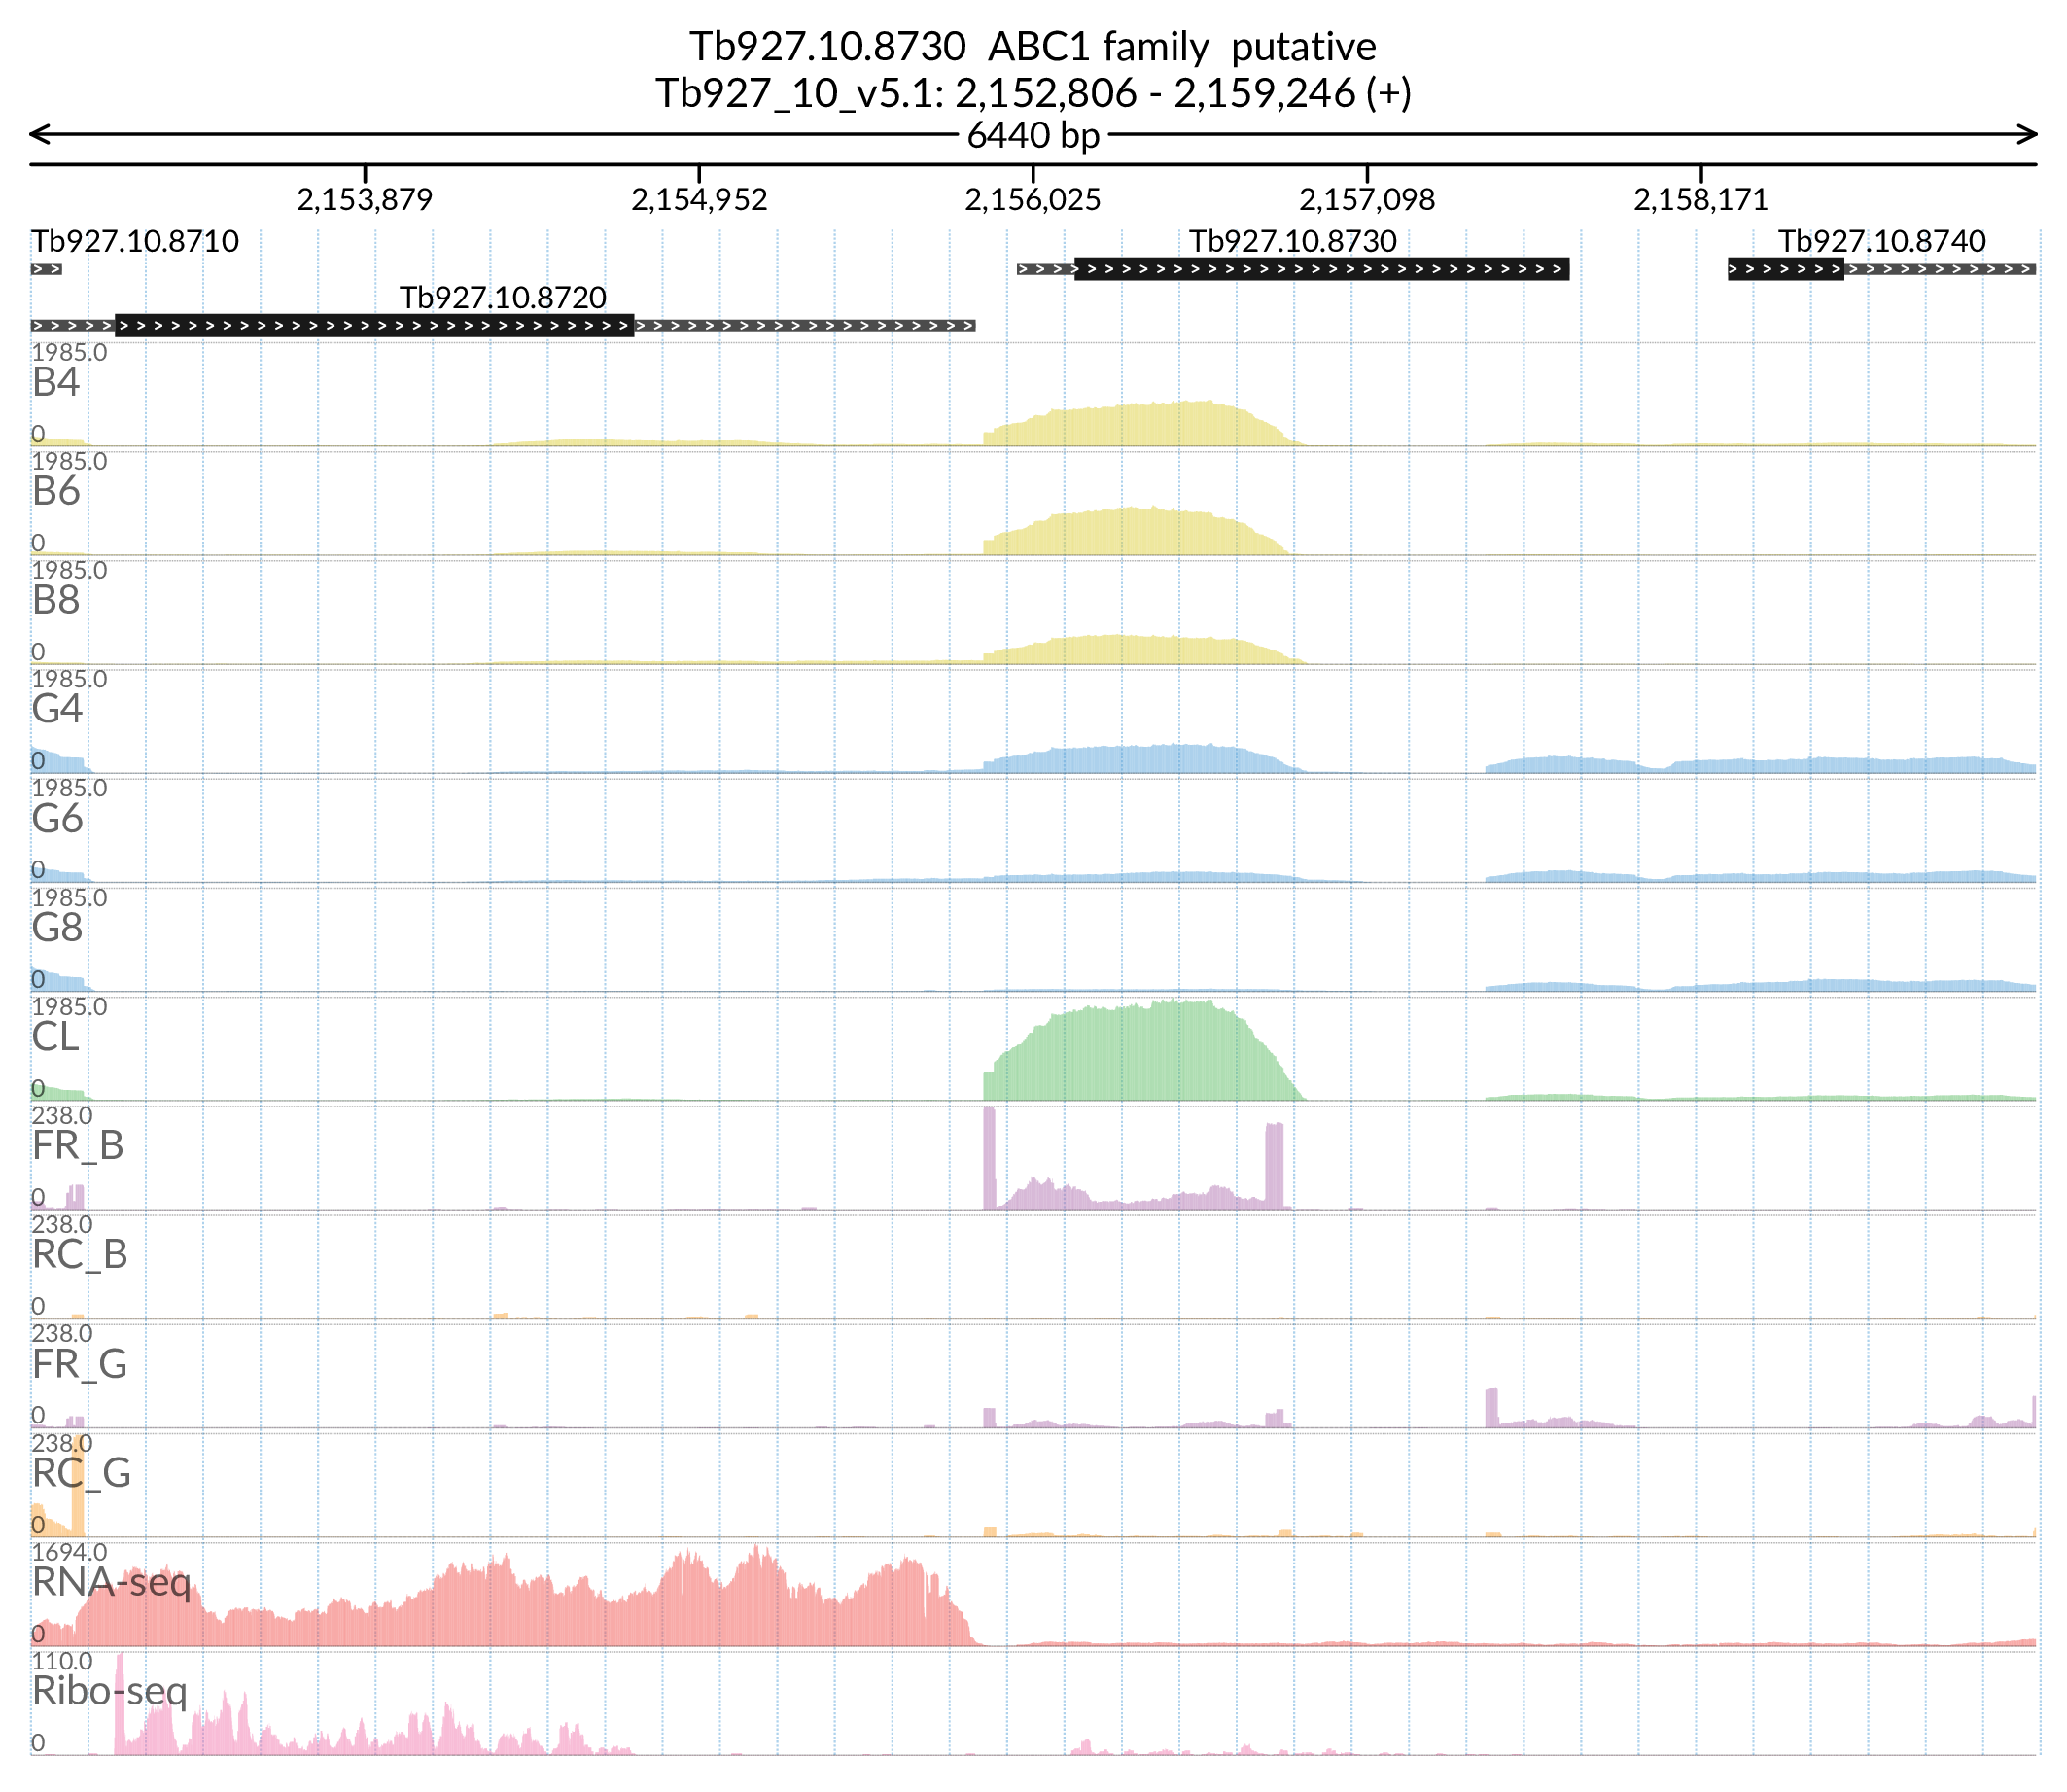 Tb927.10.8730  ABC1 family  putative
Tb927_10_v5.1: 2,152,806 - 2,159,246 (+)
6440 bp
2,153,879 2,154,952 2,156,025 2,157,098 2,158,171
Tb927.10.8710 Tb927.10.8730 Tb927.10.8740
Tb927.10.8720
1985.0
B4
0
1985.0
B6
0
1985.0
B8
0
1985.0
G4
0
1985.0
G6
0
1985.0
G8
0
1985.0
CL
0
238.0
FR_B
0
238.0
RC_B
0
238.0
FR_G
0
238.0
RC_G
0
1694.0
RNA-seq
0
110.0
Ribo-seq
0